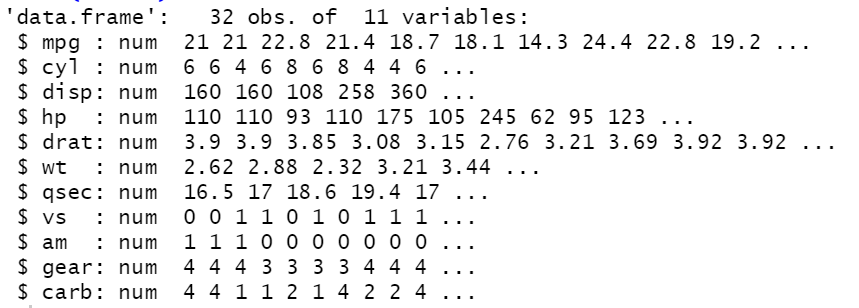 'data.frame':   32 obs. of  11 variables:
 $ mpg : num  21 21 22.8 21.4 18.7 18.1 14.3 24.4 22.8 19.2 ...
 $ cyl : num  6 6 4 6 8 6 8 4 4 6 ...
 $ disp: num  160 160 108 258 360 ...
 $ hp  : num  110 110 93 110 175 105 245 62 95 123 ...
 $ drat: num  3.9 3.9 3.85 3.08 3.15 2.76 3.21 3.69 3.92 3.92 ...
 $ wt  : num  2.62 2.88 2.32 3.21 3.44 ...
 $ qsec: num  16.5 17 18.6 19.4 17 ...
 $ vs  : num  0 0 1 1 0 1 0 1 1 1 ...
 $ am  : num  1 1 1 0 0 0 0 0 0 0 ...
 $ gear: num  4 4 4 3 3 3 3 4 4 4 ...
 $ carb: num  4 4 1 1 2 1 4 2 2 4 ...